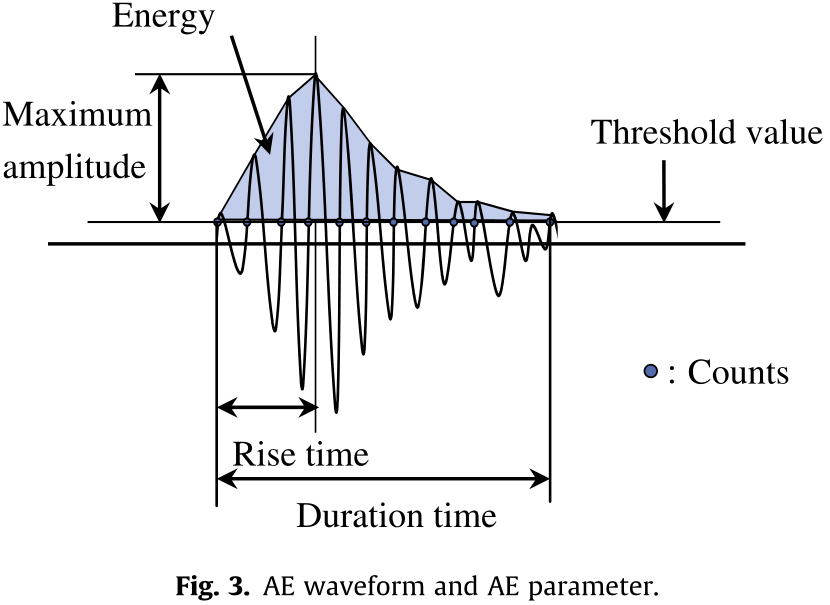 Energy
Maximum
amplitude
Threshold value
: Counts
Rise time
Duration time
Fig. 3. AE waveform and AE parameter.